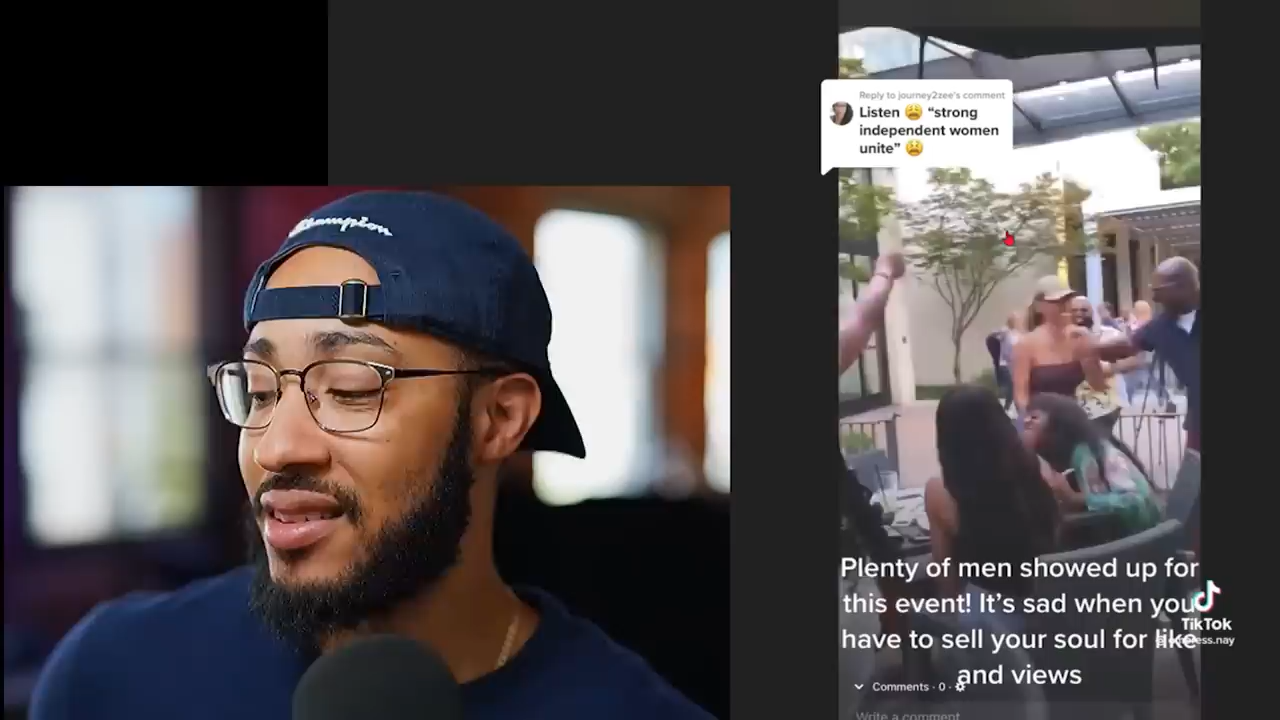 Champion
Reply to journey2zee's comment
Listen 😩 “strong
independent women
unite” 😫
Plenty of men showed up for
this event! It’s sad when you
have to sell your soul for like
and views
TikTok
Comments · 0 ·
Write a comment